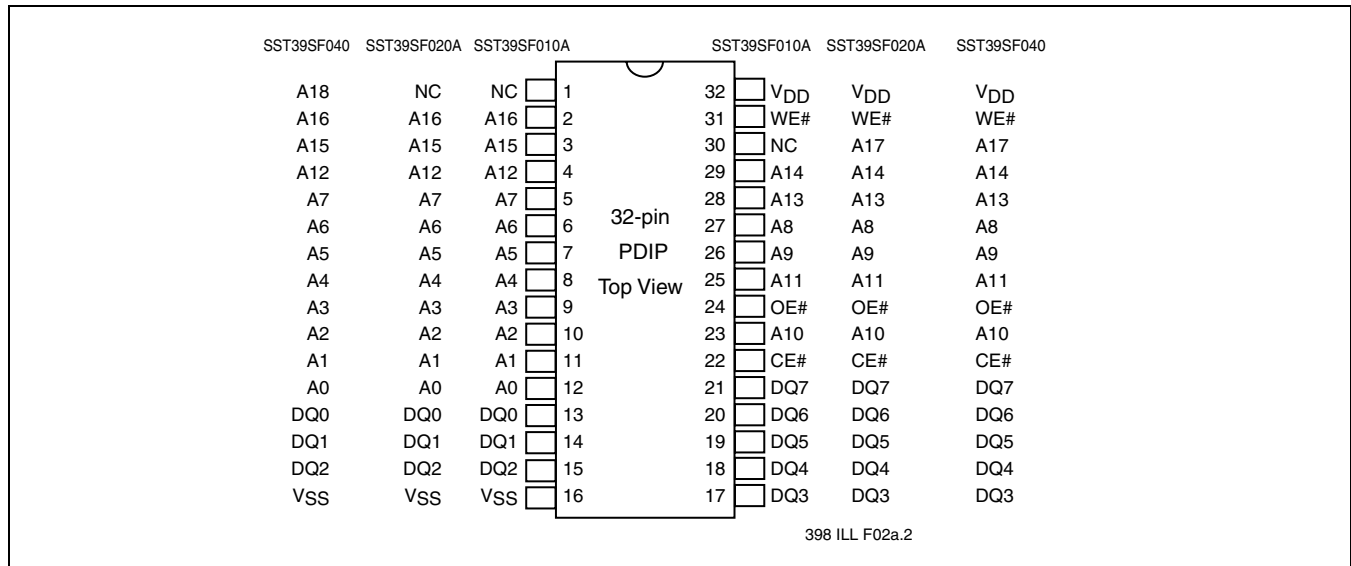 SST39SF040 SST39SF020A SST39SF010A SST39SF010A SST39SF020A SST39SF040
A18 NC NC 1 32 VDD VDD VDD
A16 A16 A16 2 31 WE# WE# WE#
A15 A15 A15 3 30 NC A17 A17
A12 A12 A12 4 29 A14 A14 A14
A7 A7 A7 5 28 A13 A13 A13
A6 A6 A6 6 32-pin 27 A8 A8 A8
A5 A5 A5 7 PDIP 26 A9 A9 A9
A4 A4 A4 8 Top View 25 A11 A11 A11
A3 A3 A3 9 24 OE# OE# OE#
A2 A2 A2 10 23 A10 A10 A10
A1 A1 A1 11 22 CE# CE# CE#
A0 A0 A0 12 21 DQ7 DQ7 DQ7
DQ0 DQ0 DQ0 13 20 DQ6 DQ6 DQ6
DQ1 DQ1 DQ1 14 19 DQ5 DQ5 DQ5
DQ2 DQ2 DQ2 15 18 DQ4 DQ4 DQ4
VSS VSS VSS 16 17 DQ3 DQ3 DQ3
398 ILL F02a.2